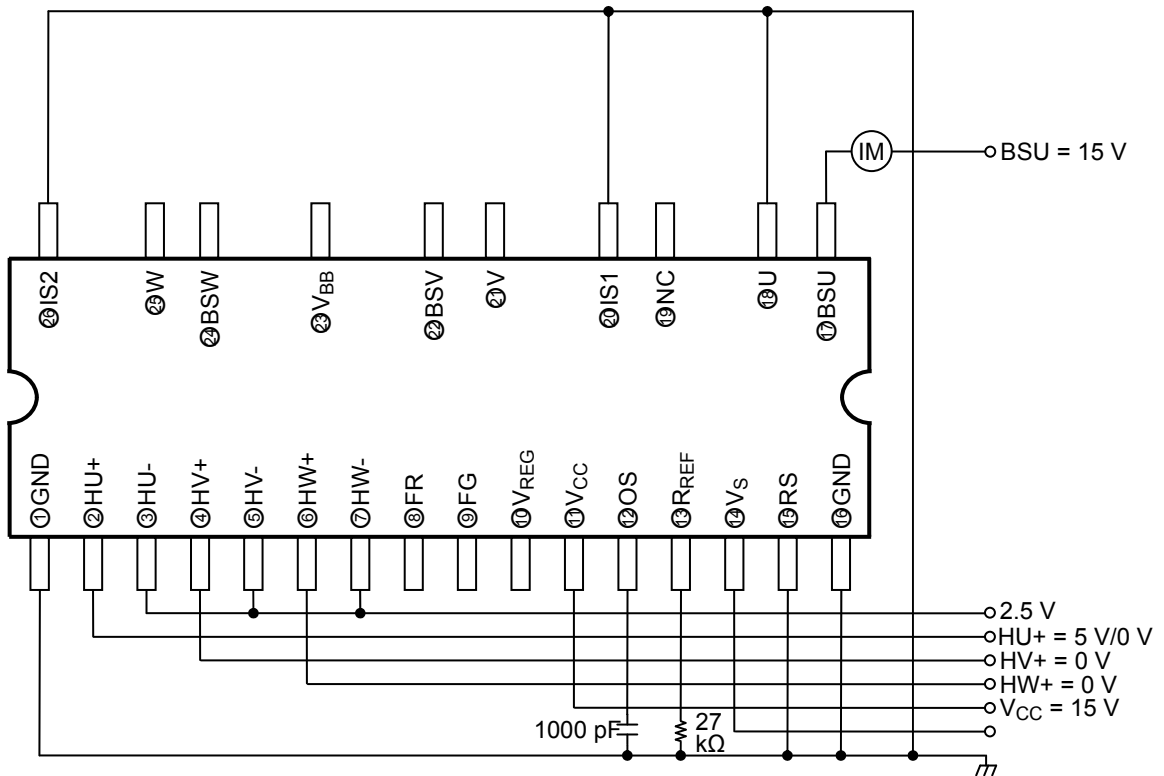 IM
BSU = 15 V
㉖IS2
㉕W
㉔BSW
㉓VBB
㉒BSV
㉑V
⑳IS1
⑲NC
⑱U
⑰BSU
①GND
②HU+
③HU-
④HV+
⑤HV-
⑥HW+
⑦HW-
⑧FR
⑨FG
⑩VREG
⑪VCC
⑫OS
⑬RREF
⑭VS
⑮RS
⑯GND
2.5 V
HU+ = 5 V/0 V
HV+ = 0 V
HW+ = 0 V
VCC = 15 V
1000 pF
27
kΩ